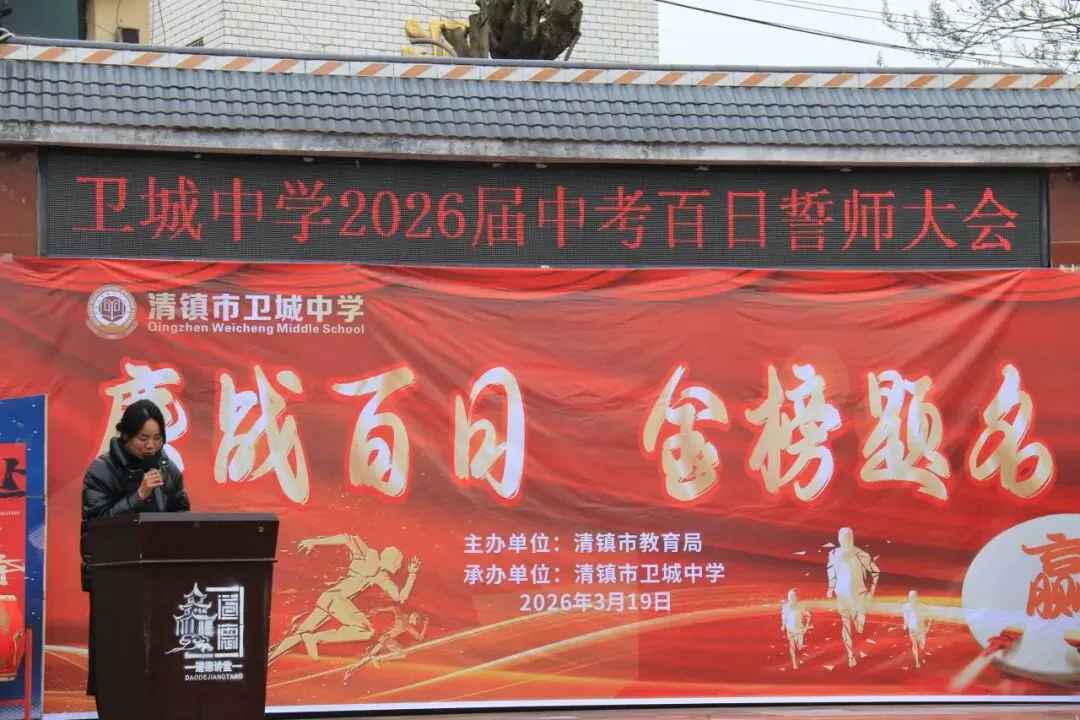 卫城中学2026届中考百日誓师大会
清镇市卫城中学
Qingzhen Weicheng Middle School
鏖战百日 金榜题名
主办单位：清镇市教育局
承办单位：清镇市卫城中学
2026年3月19日
赢
道德
道德讲堂
DAODEJIANGTANG